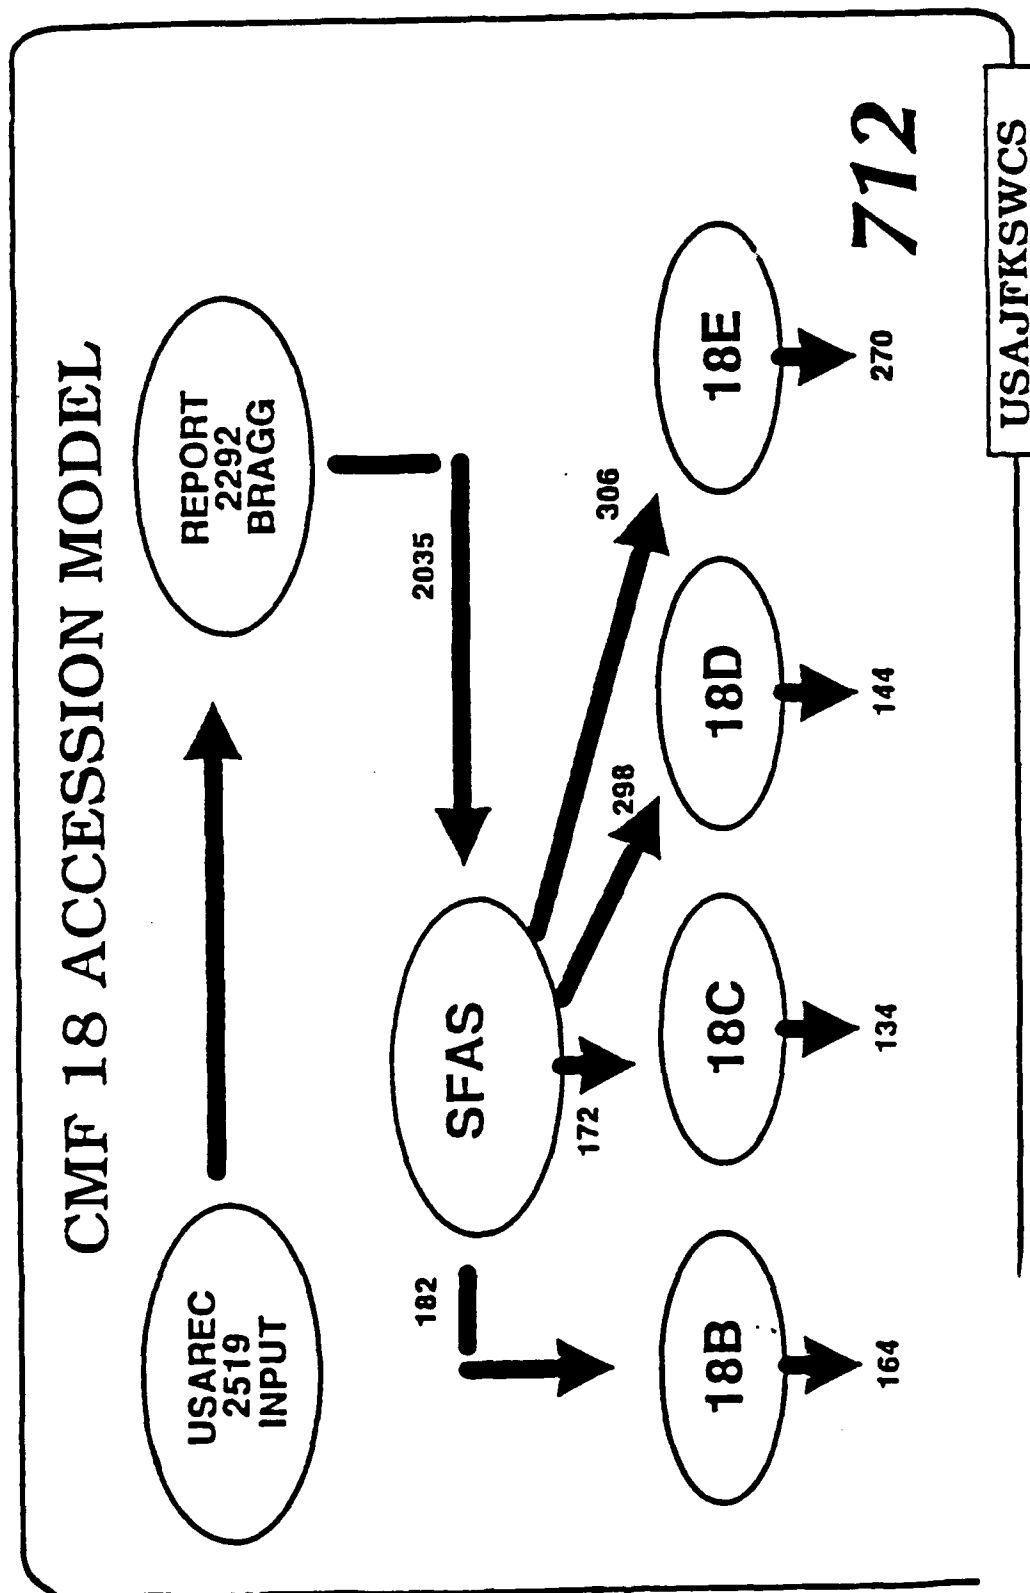 CMF 18 ACCESSION MODEL
USAREC
2519
INPUT
REPORT
2292
BRAGG
2035
SFAS
182
172
298
306
18B
18C
18D
18E
164
134
144
270
712
USAJFKSWCS